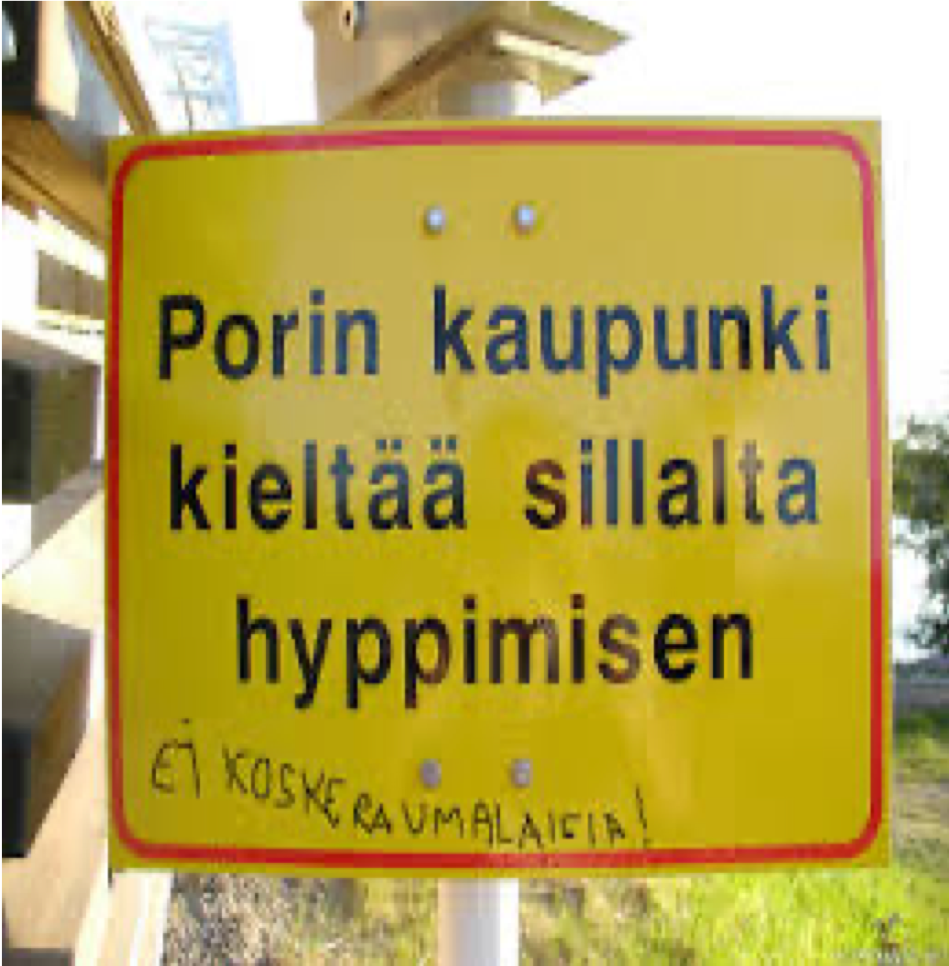 Porin kaupunki
kieltää sillalta
hyppimisen
EI KOSKE RAUMALAISIA!